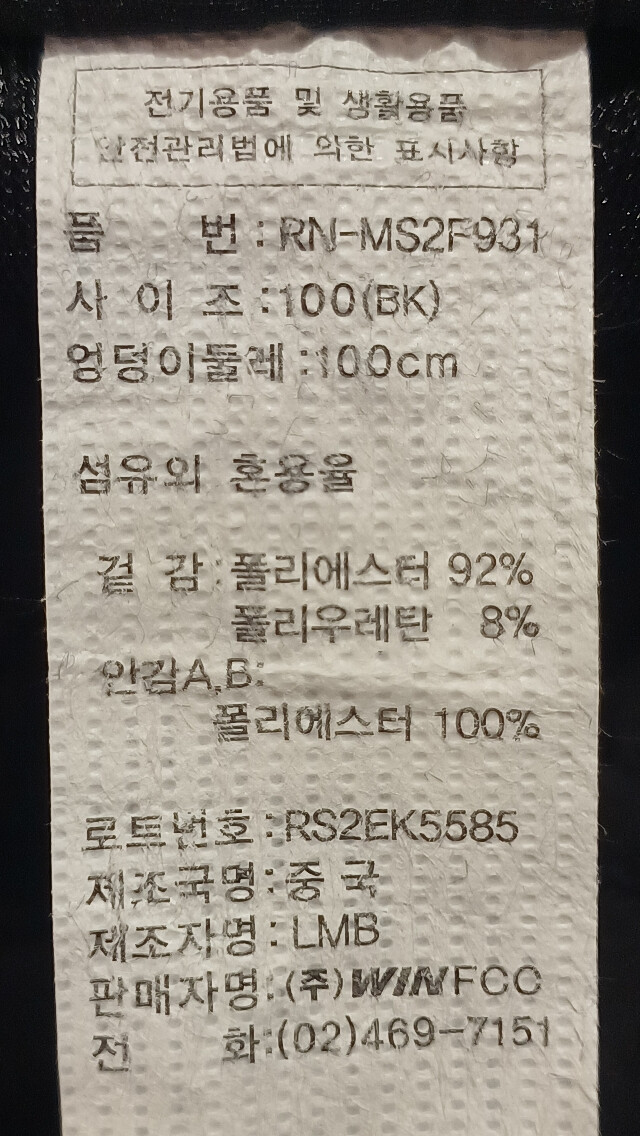 전기용품 및 생활용품
안전관리법에 의한 표시사항
품 번 : RN-MS2F931
사 이 조 : 100(BK)
엉덩이둘레 : 100cm
섬유의 혼용율
겉 감 : 폴리에스터 92%
폴리우레탄 8%
안감A,B:
폴리에스터 100%
로트번호 : RS2EK5585
제조국명 : 중 국
제조자명 : LMB
판매자명 : (주)WINFCC
전 화 : (02)469-7151